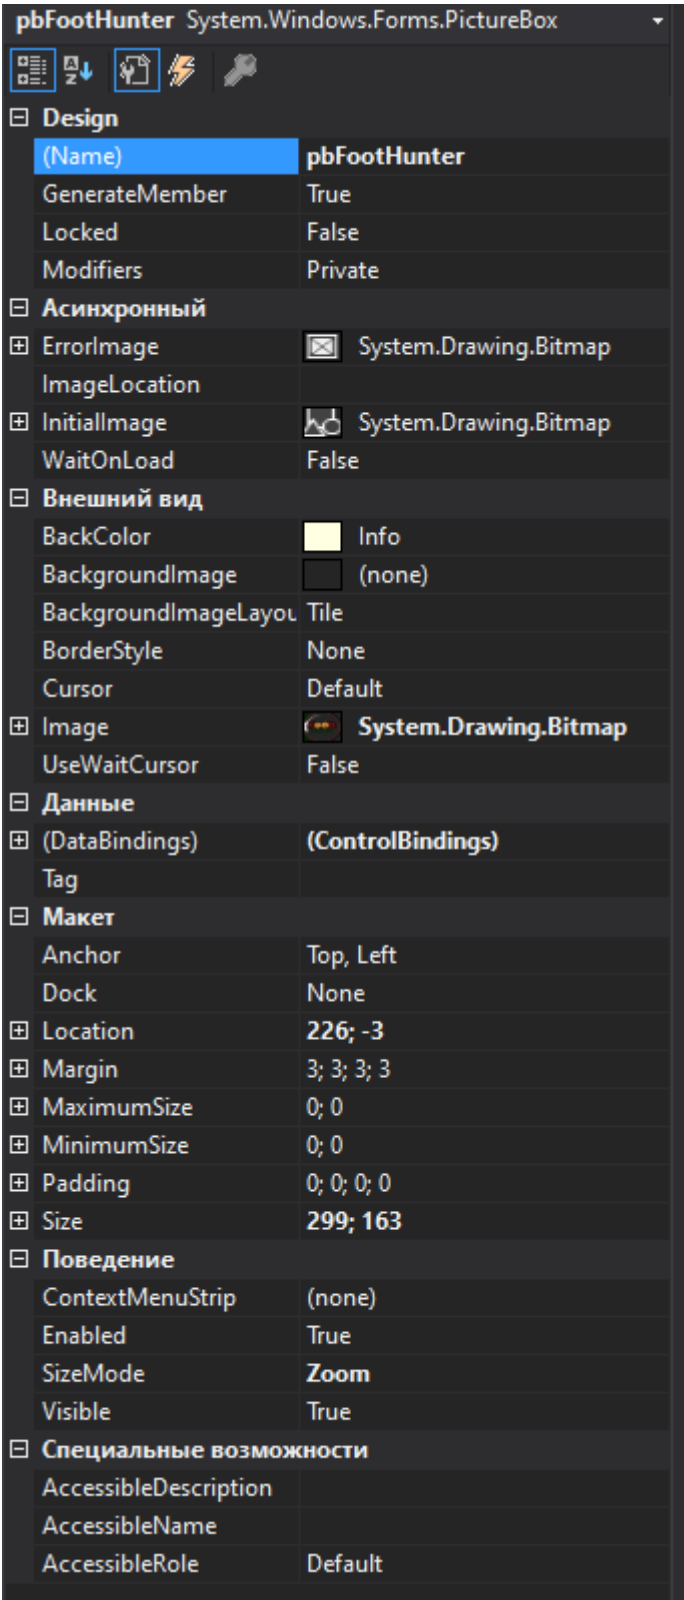 pbFootHunter System.Windows.Forms.PictureBox
Design
(Name) pbFootHunter
GenerateMember True
Locked False
Modifiers Private
Асинхронный
ErrorImage System.Drawing.Bitmap
ImageLocation
InitialImage System.Drawing.Bitmap
WaitOnLoad False
Внешний вид
BackColor Info
BackgroundImage (none)
BackgroundImageLayou Tile
BorderStyle None
Cursor Default
Image System.Drawing.Bitmap
UseWaitCursor False
Данные
(DataBindings) (ControlBindings)
Tag
Макет
Anchor Top, Left
Dock None
Location 226; -3
Margin 3; 3; 3; 3
MaximumSize 0; 0
MinimumSize 0; 0
Padding 0; 0; 0; 0
Size 299; 163
Поведение
ContextMenuStrip (none)
Enabled True
SizeMode Zoom
Visible True
Специальные возможности
AccessibleDescription
AccessibleName
AccessibleRole Default